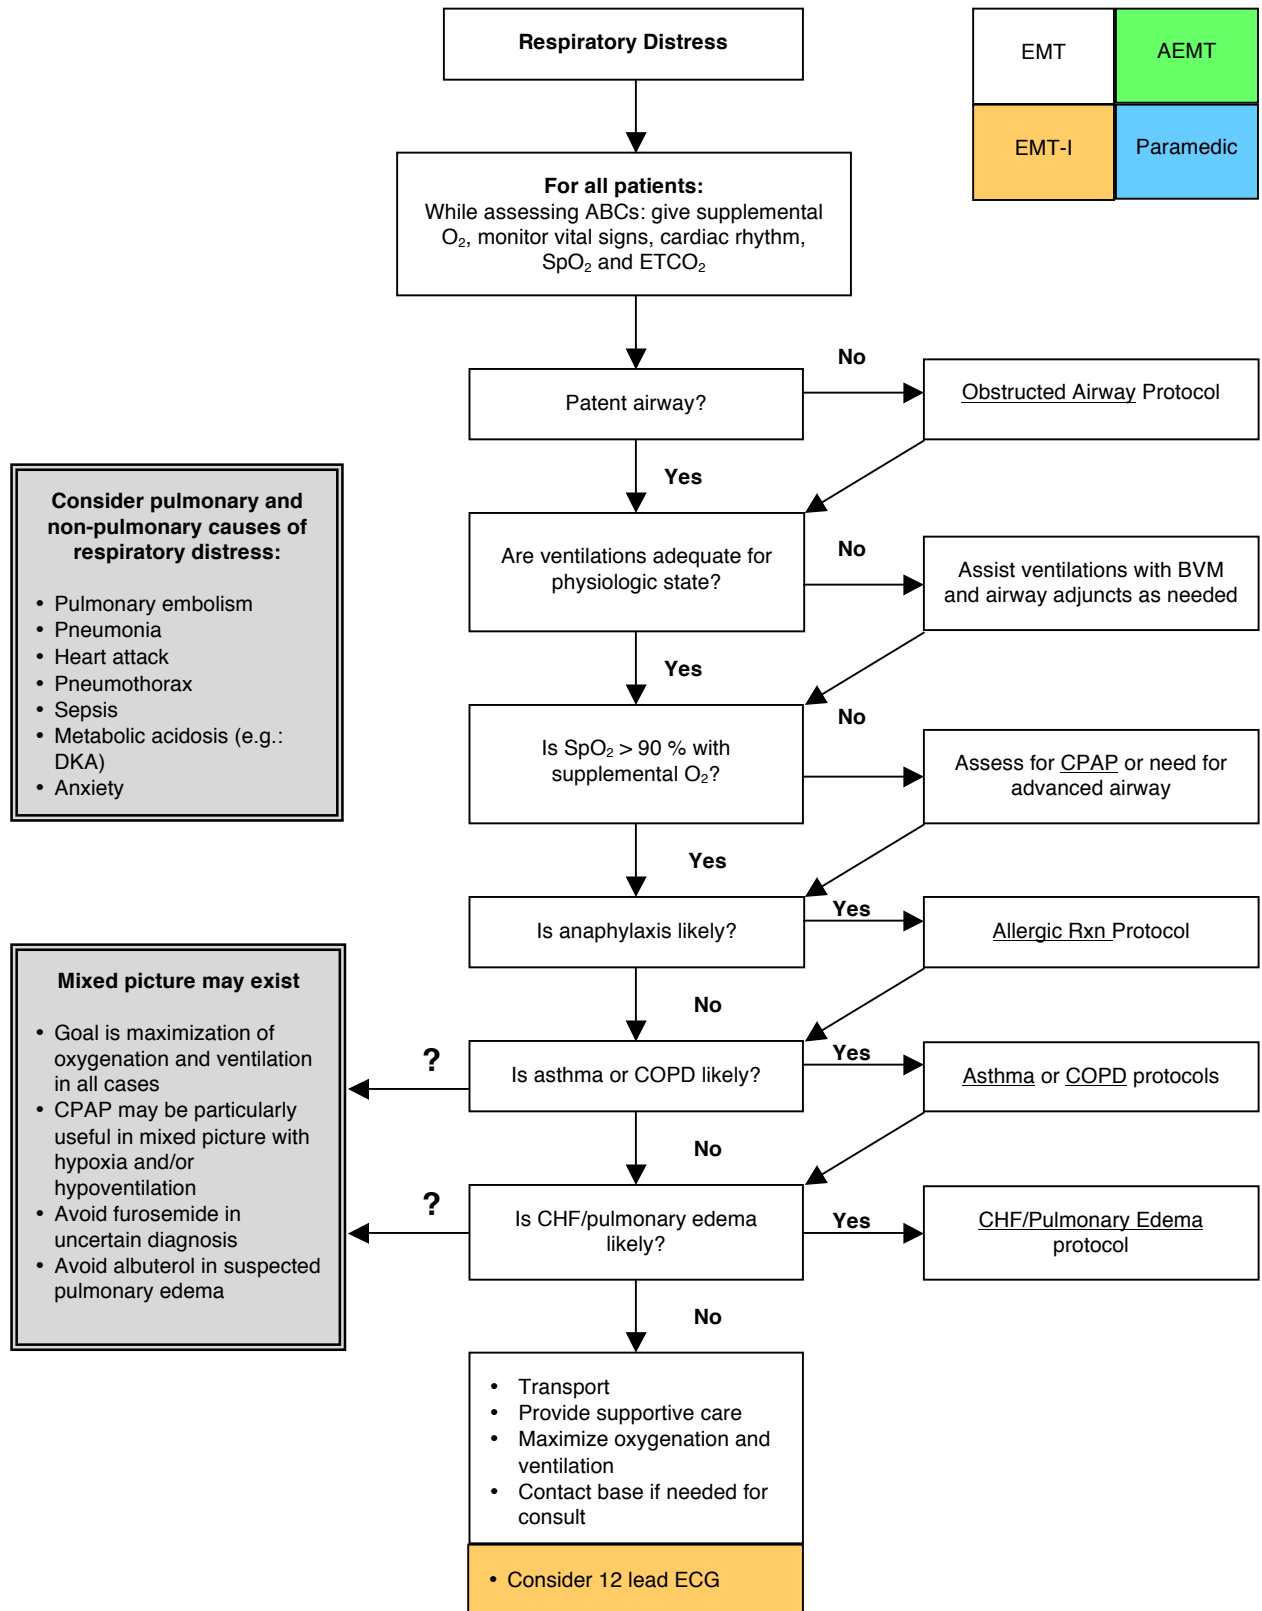 Respiratory Distress
EMT
AEMT
EMT-I
Paramedic
For all patients:
While assessing ABCs: give supplemental
O₂, monitor vital signs, cardiac rhythm,
SpO₂ and ETCO₂
Patent airway?
No
Obstructed Airway Protocol
Yes
Are ventilations adequate for
physiologic state?
No
Assist ventilations with BVM
and airway adjuncts as needed
Yes
Is SpO₂ > 90 % with
supplemental O₂?
No
Assess for CPAP or need for
advanced airway
Yes
Is anaphylaxis likely?
Yes
Allergic Rxn Protocol
No
Is asthma or COPD likely?
Yes
Asthma or COPD protocols
?
No
Is CHF/pulmonary edema
likely?
Yes
CHF/Pulmonary Edema
protocol
?
No
• Transport
• Provide supportive care
• Maximize oxygenation and
ventilation
• Contact base if needed for
consult
• Consider 12 lead ECG
Consider pulmonary and
non-pulmonary causes of
respiratory distress:
• Pulmonary embolism
• Pneumonia
• Heart attack
• Pneumothorax
• Sepsis
• Metabolic acidosis (e.g.:
DKA)
• Anxiety
Mixed picture may exist
• Goal is maximization of
oxygenation and ventilation
in all cases
• CPAP may be particularly
useful in mixed picture with
hypoxia and/or
hypoventilation
• Avoid furosemide in
uncertain diagnosis
• Avoid albuterol in suspected
pulmonary edema